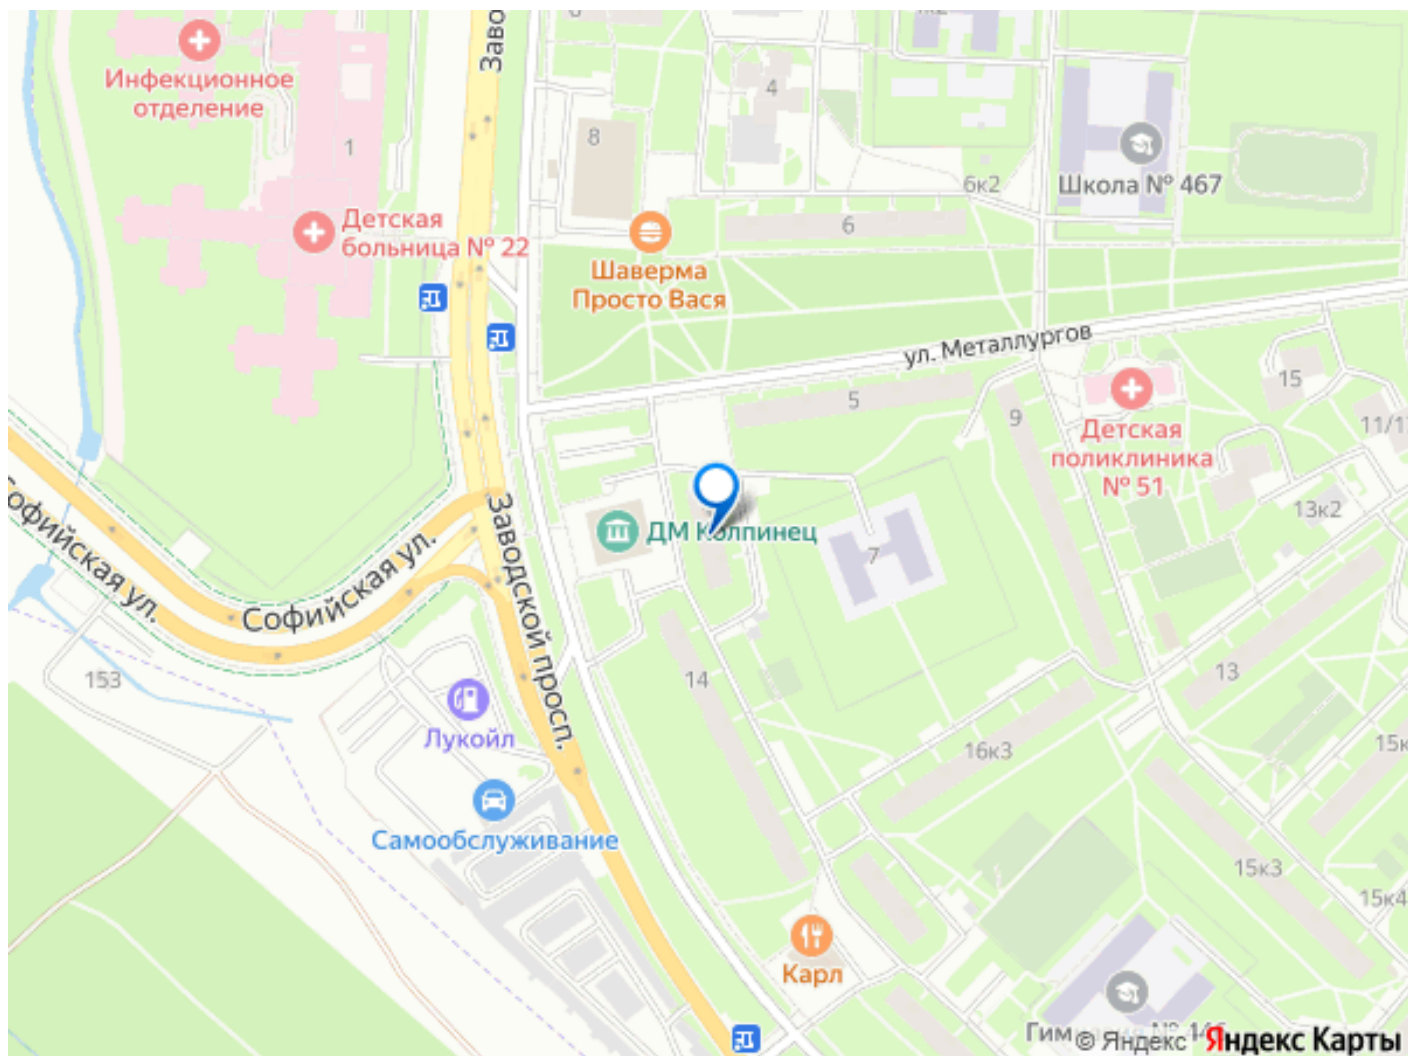 Заво
8
4
6к2
6
Инфекционное
отделение
1
Школа № 467
Детская
больница № 22
Шаверма
Просто Вася
ул. Металлургов
5
9
15
11/1
Детская
поликлиника
№ 51
13к2
Софийская ул.
Софийская ул.
Заводской просп.
ДМ Колпинец
7
153
14
13
16к3
15к
Лукойл
Самообслуживание
15к3
15к4
Карл
© Яндекс Яндекс Карты